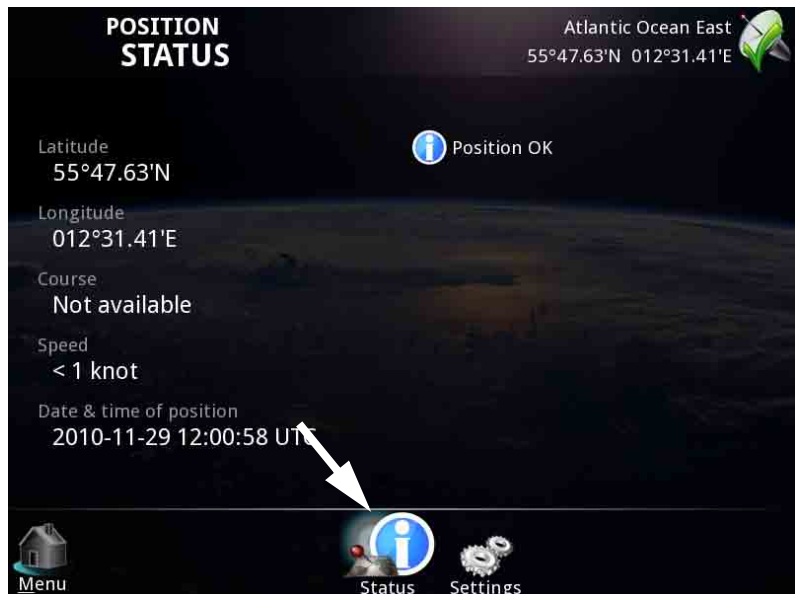 POSITION
STATUS
Atlantic Ocean East
55°47.63'N 012°31.41'E
Latitude
55°47.63'N
Position OK
Longitude
012°31.41'E
Course
Not available
Speed
< 1 knot
Date & time of position
2010-11-29 12:00:58 UTC
Menu
Status
Settings